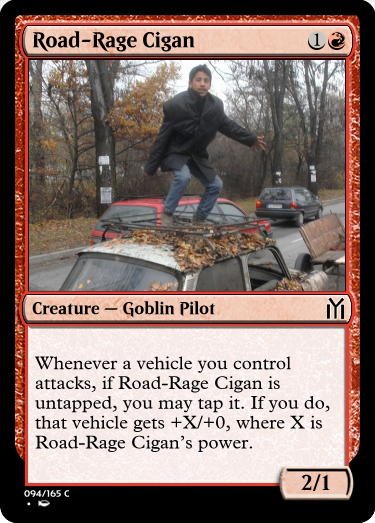 Road-Rage Cigan
1
Creature — Goblin Pilot
Whenever a vehicle you control
attacks, if Road-Rage Cigan is
untapped, you may tap it. If you do,
that vehicle gets +X/+0, where X is
Road-Rage Cigan's power.
2/1
094/165 C